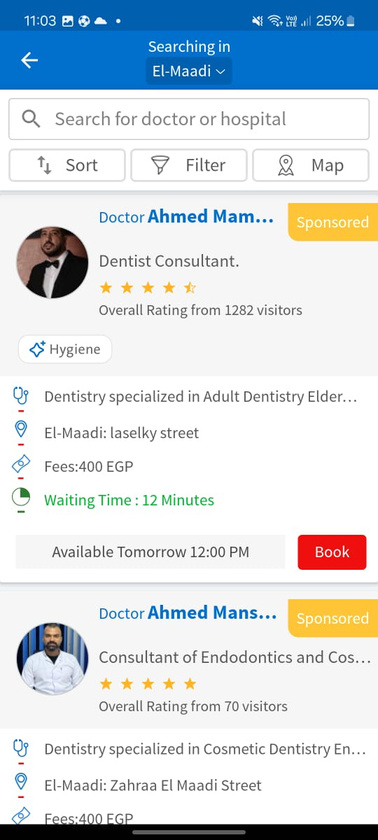 11:03
Vo))
LTE
25%
Searching in
El-Maadi
Search for doctor or hospital
Sort
Filter
Map
Doctor Ahmed Mam...
Sponsored
Dentist Consultant.
Overall Rating from 1282 visitors
Hygiene
Dentistry specialized in Adult Dentistry Elder...
El-Maadi: laselky street
Fees:400 EGP
Waiting Time : 12 Minutes
Available Tomorrow 12:00 PM
Book
Doctor Ahmed Mans...
Sponsored
Consultant of Endodontics and Cos...
Overall Rating from 70 visitors
Dentistry specialized in Cosmetic Dentistry En...
El-Maadi: Zahraa El Maadi Street
Fees:400 EGP